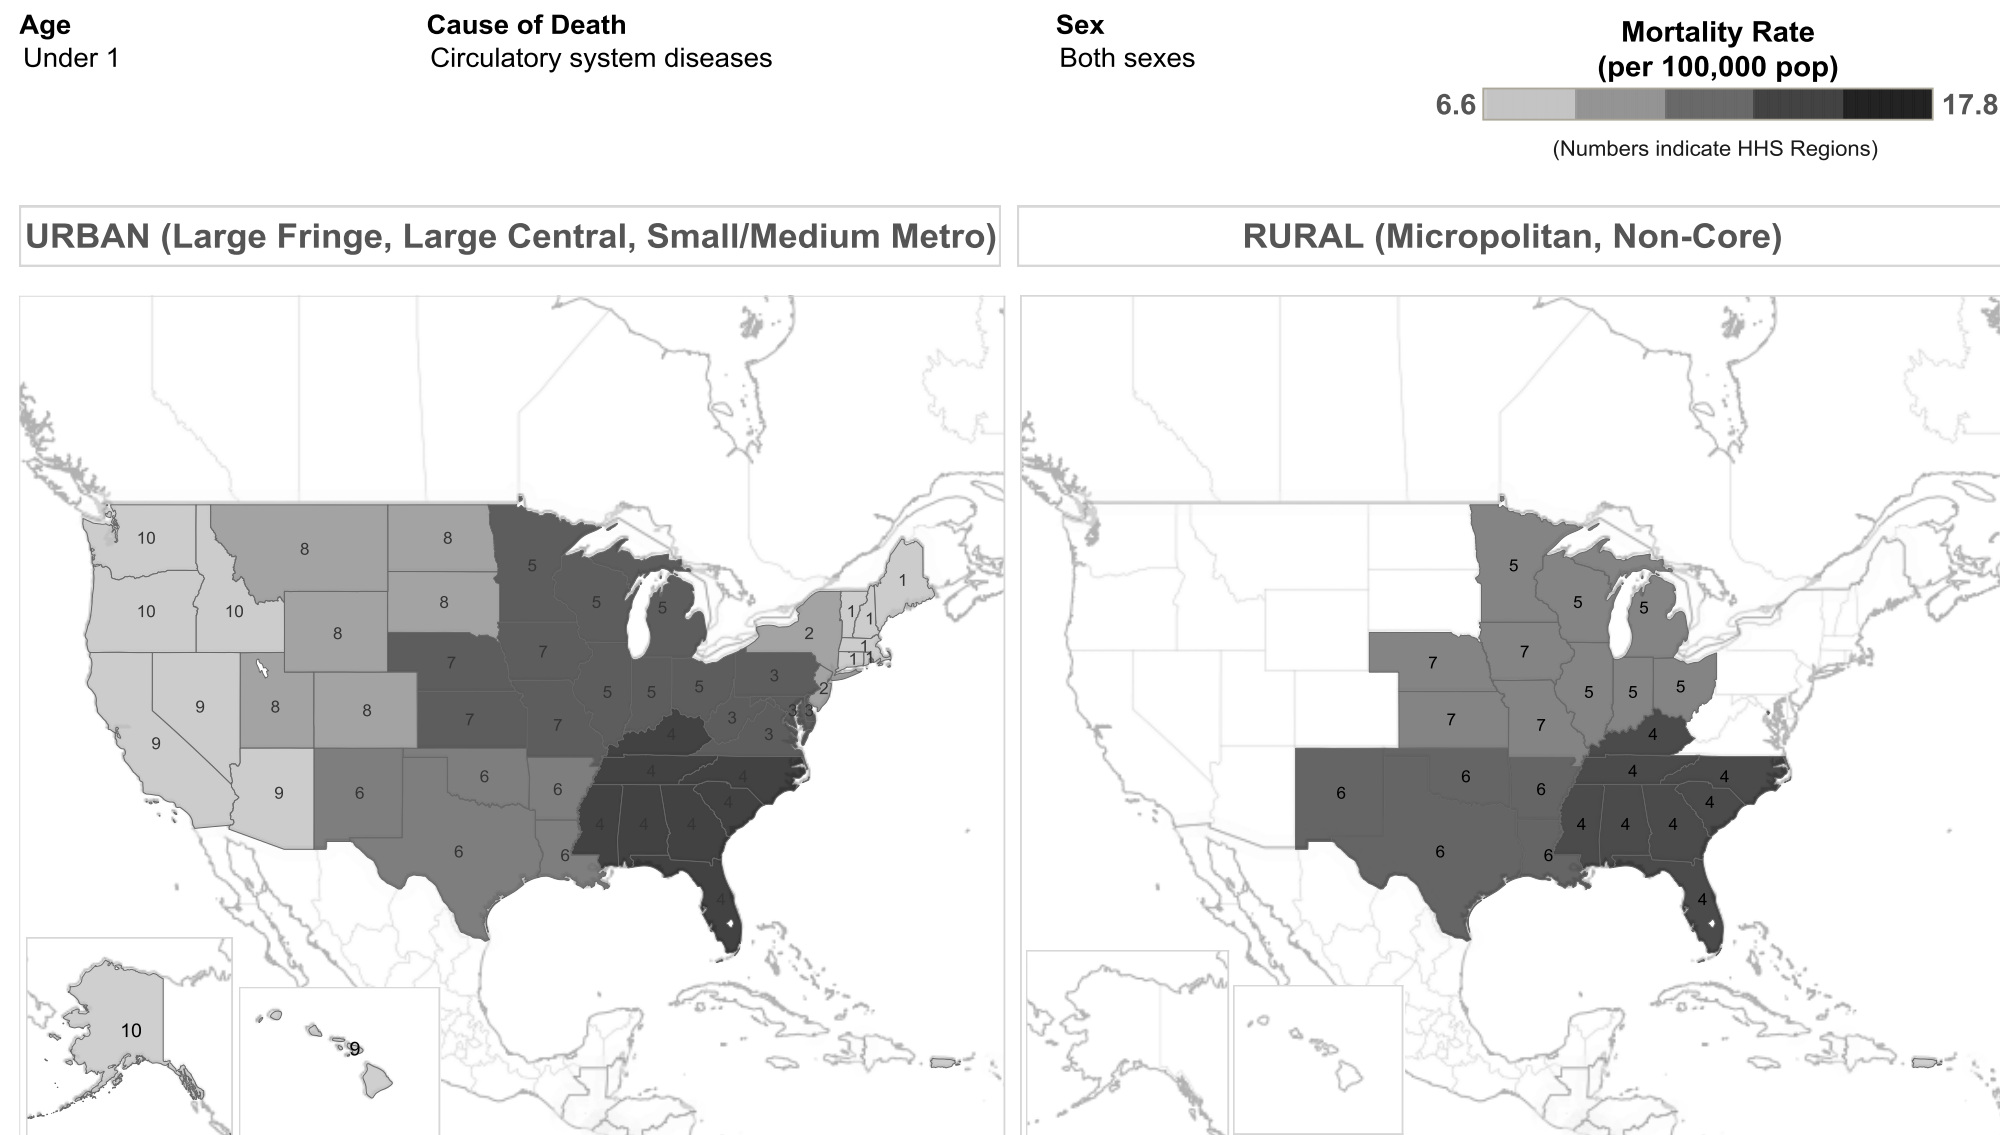 Age
Under 1
Cause of Death
Circulatory system diseases
Sex
Both sexes
Mortality Rate
(per 100,000 pop)
6.6 17.8
(Numbers indicate HHS Regions)
URBAN (Large Fringe, Large Central, Small/Medium Metro)
10 8 8 5 1
10 10 8 8 7 7 5 5 2 1 1
1 1 1
9 8 8 7 7 5 5 5 3 2
9 3 3 3 3
4
9 6 6 6 4 4
6 6 4 4 4 4
4
10
9
RURAL (Micropolitan, Non-Core)
5
5 5
7 7
7 7 5 5 5
4
6 6 6 4 4
4
6 6 4 4 4
4